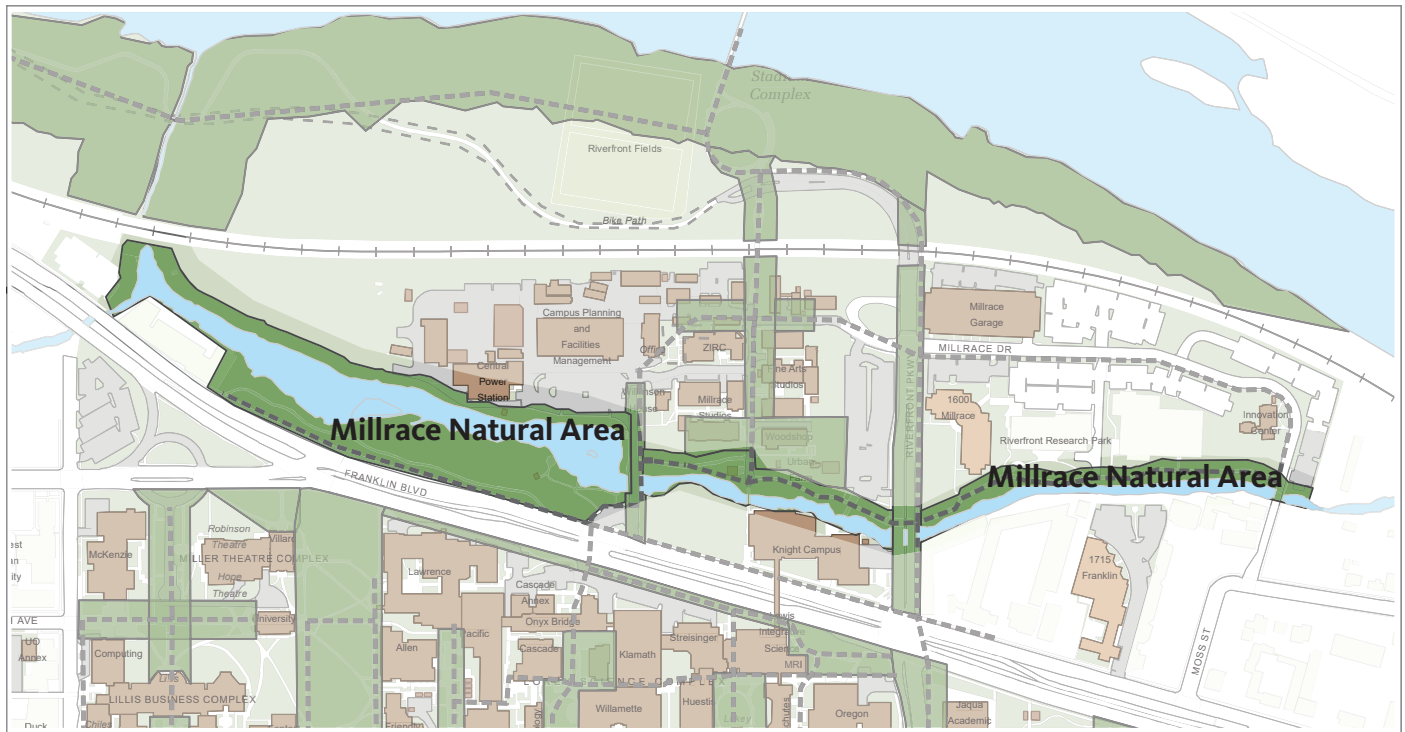 Complex
Riverfront Fields
Bike Path
Millrace
Garage
Campus Planning
and
Facilities
Management
Office
ZIRC
MILLRACE DR
Central
Power
Station
Fine Arts
Studios
Millrace
Studios
1600
Millrace
RIVERFRONT PKWY
Innovation
Center
Millrace Natural Area
Woodshop
Urban
Riverfront Research Park
Millrace Natural Area
FRANKLIN BLVD
McKenzie
Robinson
Theatre
Villard
MILLER THEATRE COMPLEX
Hope
Theatre
Lawrence
Knight Campus
1715
Franklin
Cascade
Annex
Onyx Bridge
University
AVE
UO
Annex
Computing
Pacific
Allen
Cascade
Klamath
Streisinger
Lewis
Integrative
Science
MRI
MOSS ST
Lillis
LILLIS BUSINESS COMPLEX
Willamette
Huestis
Lokey
Oregon
Jaqua
Academic
Duck
Chiles